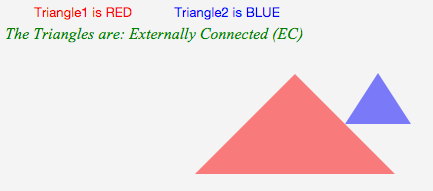 Triangle1 is RED Triangle2 is BLUE
The Triangles are: Externally Connected (EC)